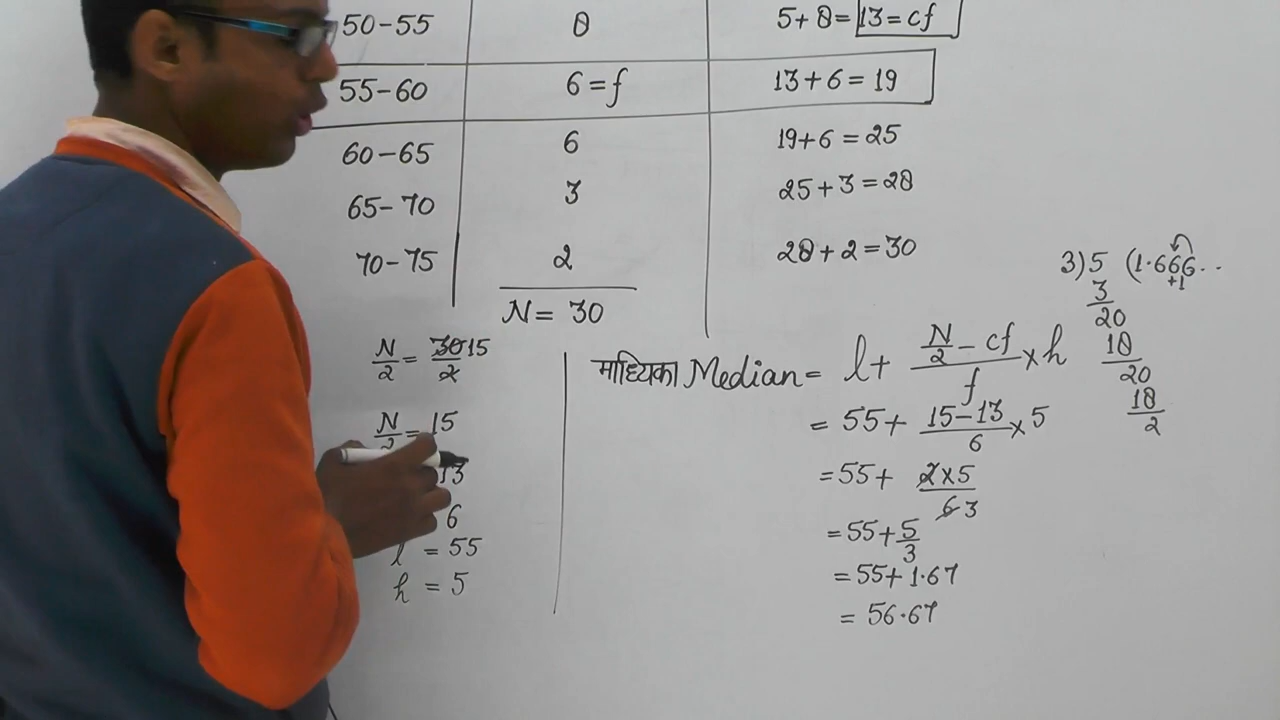 50-55 8 5+8= 13=cf
55-60 6=f 13+6=19
60-65 6 19+6=25
65-70 3 25+3=28
70-75 2 28+2=30
N= 30
N/2 = 30/2 15
N/2 = 15
13
6
l = 55
h = 5
माध्यिका Median = l+ (N/2 - cf)/f ×h
= 55+ (15-13)/6 ×5
=55+ (2×5)/6 3
=55+5/3
=55+1.67
= 56.67
3)5 (1.666..
+1
3
20
18
20
18
2